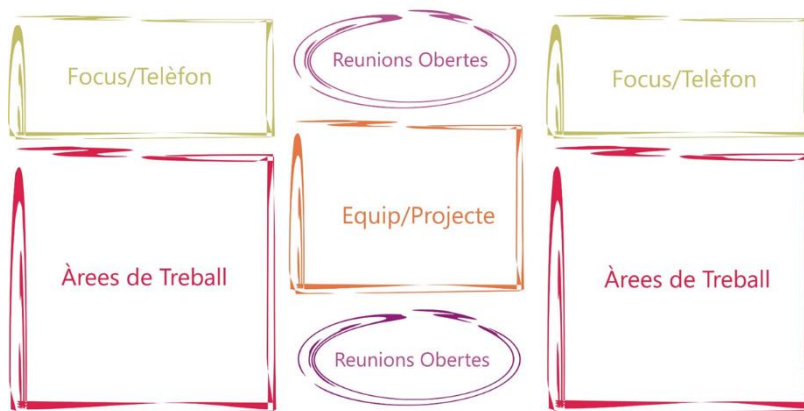 Focus/Telèfon
Reunions Obertes
Focus/Telèfon
Equip/Projecte
Àrees de Treball
Àrees de Treball
Reunions Obertes